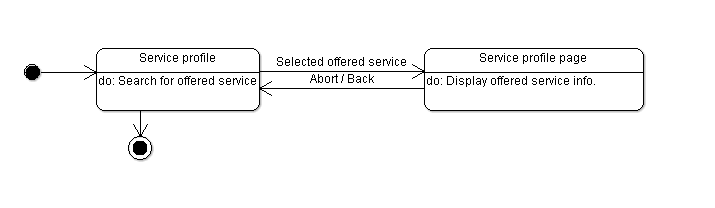 Service profile
do: Search for offered service
Selected offered service
Abort / Back
Service profile page
do: Display offered service info.